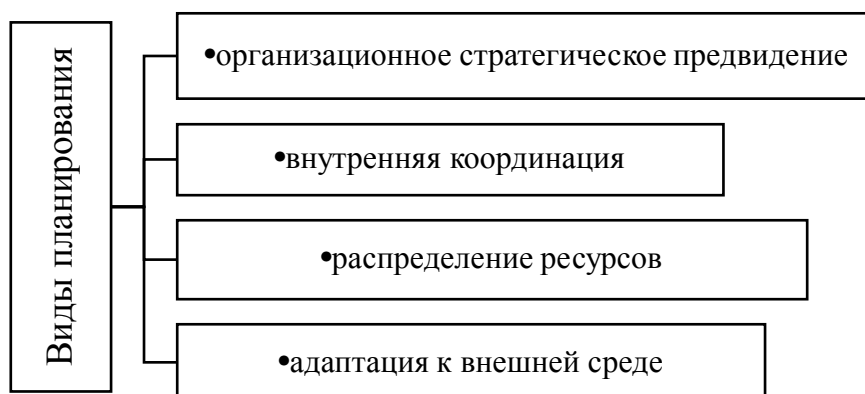 Виды планирования
•организационное стратегическое предвидение
•внутренняя координация
•распределение ресурсов
•адаптация к внешней среде